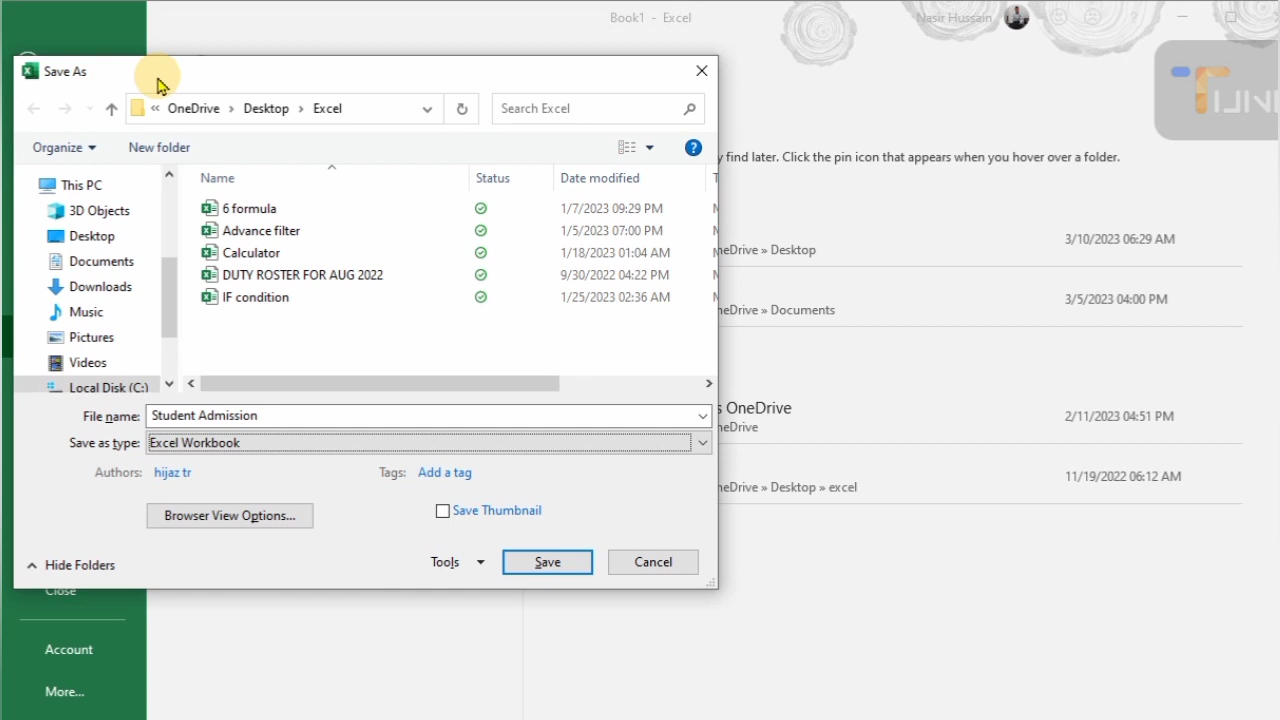 Book1 - Excel
Nasir Hussain
Save As
« OneDrive > Desktop > Excel
Search Excel
Organize
New folder
?
y find later. Click the pin icon that appears when you hover over a folder.
This PC
3D Objects
Desktop
Documents
Downloads
Music
Pictures
Videos
Local Disk (C:)
Name Status Date modified
6 formula 1/7/2023 09:29 PM
Advance filter 1/5/2023 07:00 PM
Calculator 1/18/2023 01:04 AM
DUTY ROSTER FOR AUG 2022 9/30/2022 04:22 PM
IF condition 1/25/2023 02:36 AM
neDrive » Desktop
3/10/2023 06:29 AM
neDrive » Documents
3/5/2023 04:00 PM
s OneDrive
neDrive
2/11/2023 04:51 PM
neDrive » Desktop » excel
11/19/2022 06:12 AM
File name: Student Admission
Save as type: Excel Workbook
Authors: hijaz tr
Tags: Add a tag
Browser View Options...
Save Thumbnail
Hide Folders
Tools
Save
Cancel
Close
Account
More...